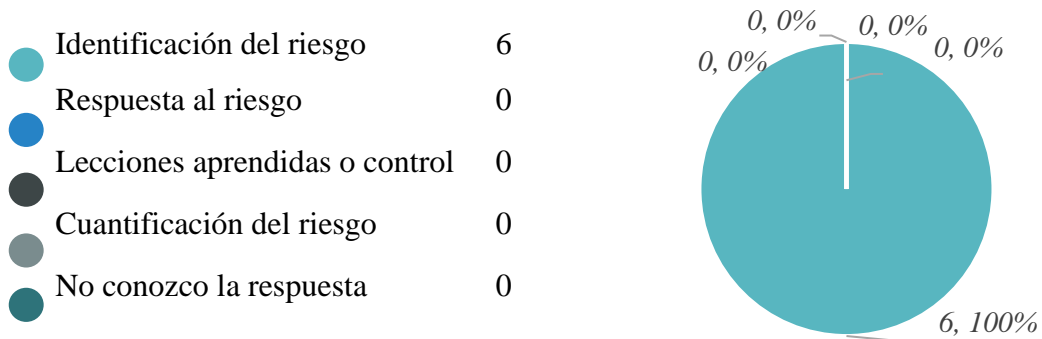 Identificación del riesgo 6
Respuesta al riesgo 0
Lecciones aprendidas o control 0
Cuantificación del riesgo 0
No conozco la respuesta 0
0, 0%
0, 0%
0, 0%
0, 0%
6, 100%